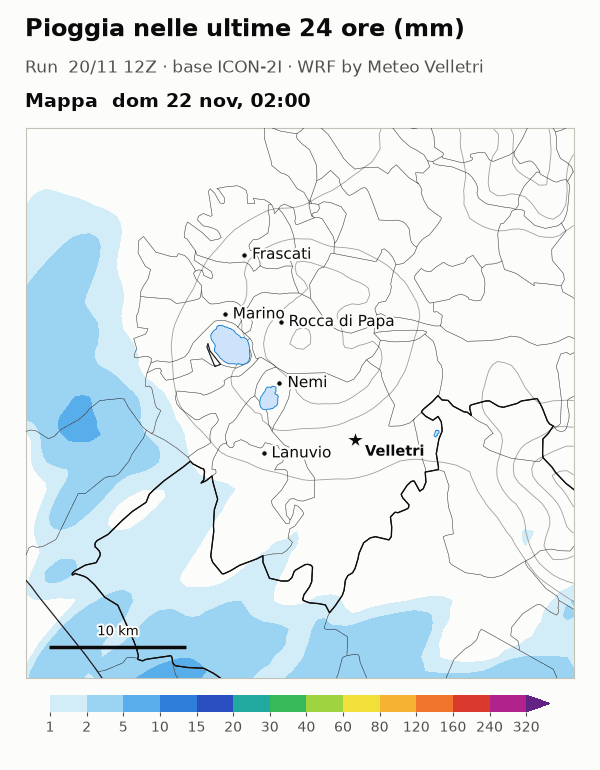 Pioggia nelle ultime 24 ore (mm)
Run  20/11 12Z · base ICON-2I · WRF by Meteo Velletri
Mappa  dom 22 nov, 02:00
Frascati
Marino
Rocca di Papa
Nemi
Velletri
Lanuvio
10 km
1 2 5 10 15 20 30 40 60 80 120 160 240 320